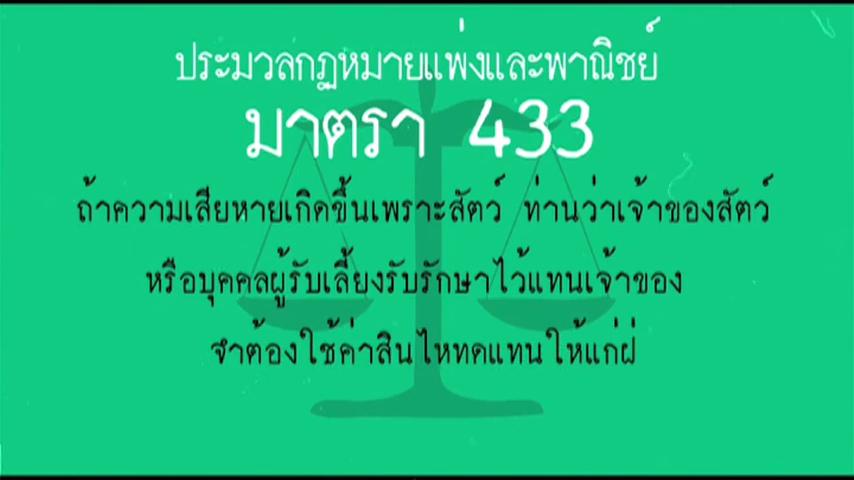 ประมวลกฎหมายแพ่งและพาณิชย์
มาตรา 433
ถ้าความเสียหายเกิดขึ้นเพราะสัตว์ ท่านว่าเจ้าของสัตว์
หรือบุคคลผู้รับเลี้ยงรับรักษาไว้แทนเจ้าของ
จำต้องใช้ค่าสินไหทดแทนให้แก่ฝ่